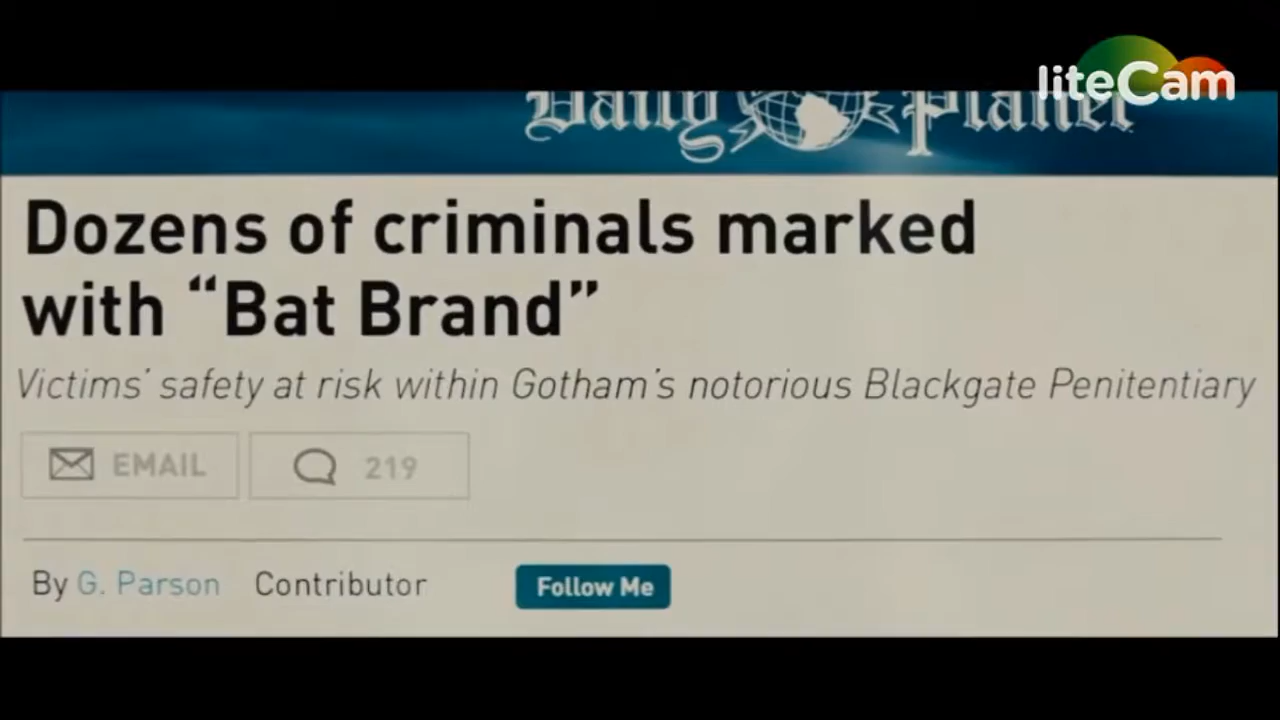 liteCam
Daily Planet
Dozens of criminals marked
with “Bat Brand”
Victims’ safety at risk within Gotham’s notorious Blackgate Penitentiary
EMAIL 219
By G. Parson Contributor Follow Me